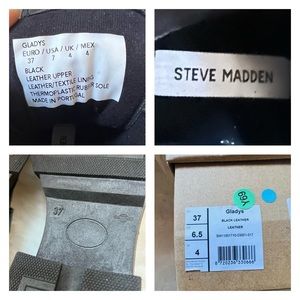 GLADYS
EURO / USA / UK / MEX
37 7 4 4
BLACK
LEATHER UPPER
LEATHER/TEXTILE LINING
THERMOPLASTIC RUBBER SOLE
MADE IN PORTUGAL
STEVE MADDEN
37
Gladys
BLACK LEATHER
LEATHER
37
6.5
4
8720236330666